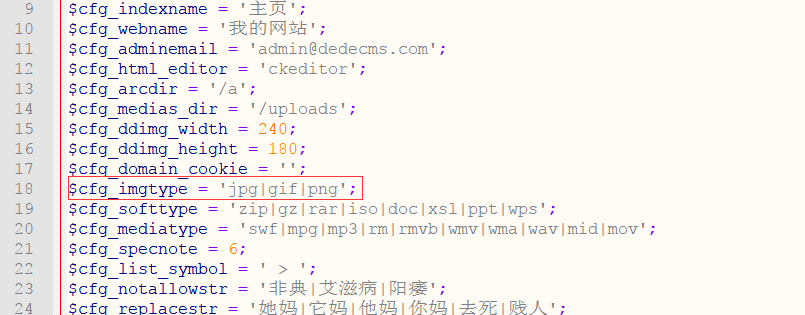 9 $cfg_indexname = '主页';
10 $cfg_webname = '我的网站';
11 $cfg_adminemail = 'admin@dedecms.com';
12 $cfg_html_editor = 'ckeditor';
13 $cfg_arcdir = '/a';
14 $cfg_medias_dir = '/uploads';
15 $cfg_ddimg_width = 240;
16 $cfg_ddimg_height = 180;
17 $cfg_domain_cookie = '';
18 $cfg_imgtype = 'jpg|gif|png';
19 $cfg_softtype = 'zip|gz|rar|iso|doc|xsl|ppt|wps';
20 $cfg_mediatype = 'swf|mpg|mp3|rm|rmvb|wmv|wma|wav|mid|mov';
21 $cfg_specnote = 6;
22 $cfg_list_symbol = ' > ';
23 $cfg_notallowstr = '非典|艾滋病|阳痿';
24 $cfg_replacestr = '她妈|它妈|他妈|你妈|去死|贱人';